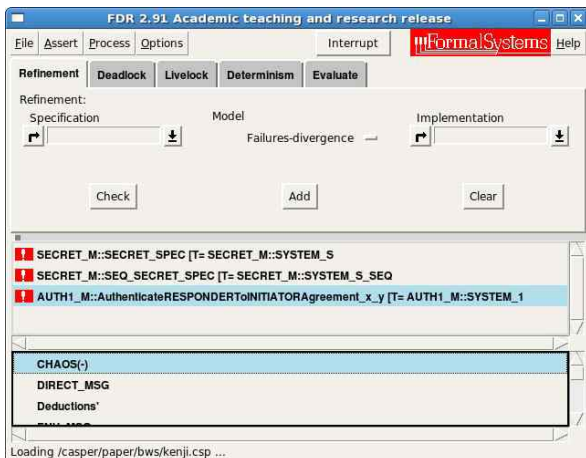 FDR 2.91 Academic teaching and research release
File Assert Process Options Interrupt FormalSystems Help
Refinement Deadlock Livelock Determinism Evaluate
Refinement:
Specification Model Implementation
Failures-divergence
Check Add Clear
SECRET_M::SECRET_SPEC [T= SECRET_M::SYSTEM_S
SECRET_M::SEQ_SECRET_SPEC [T= SECRET_M::SYSTEM_S_SEQ
AUTH1_M::AuthenticateRESPONDERToINITIATORAgreement_x_y [T= AUTH1_M::SYSTEM_1
CHAOS(-)
DIRECT_MSG
Deductions'
Loading /casper/paper/bws/kenji.csp ...